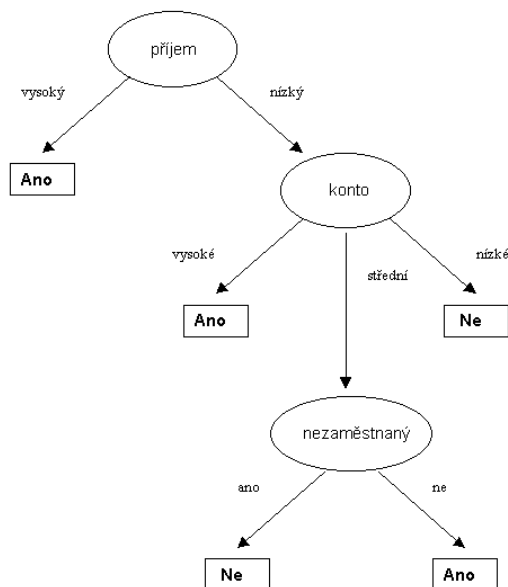 příjem
vysoký
nízký
Ano
konto
vysoké
střední
nízké
Ano
Ne
nezaměstnaný
ano
ne
Ne
Ano